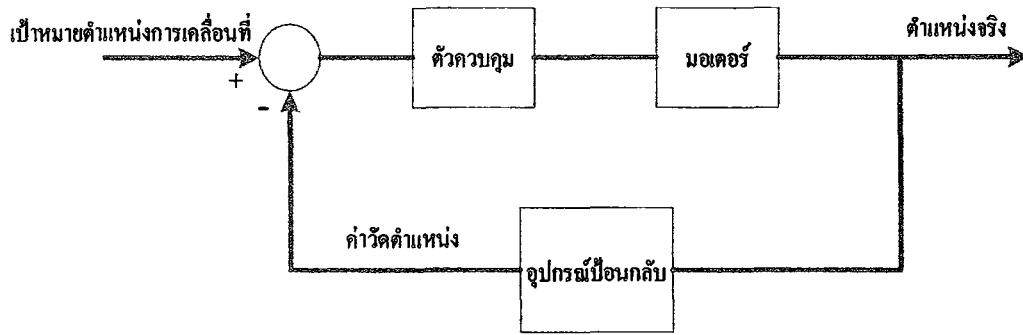 เป้าหมายตำแหน่งการเคลื่อนที่
ตำแหน่งจริง
ตัวควบคุม
มอเตอร์
+
-
ค่าวัดตำแหน่ง
อุปกรณ์ป้อนกลับ